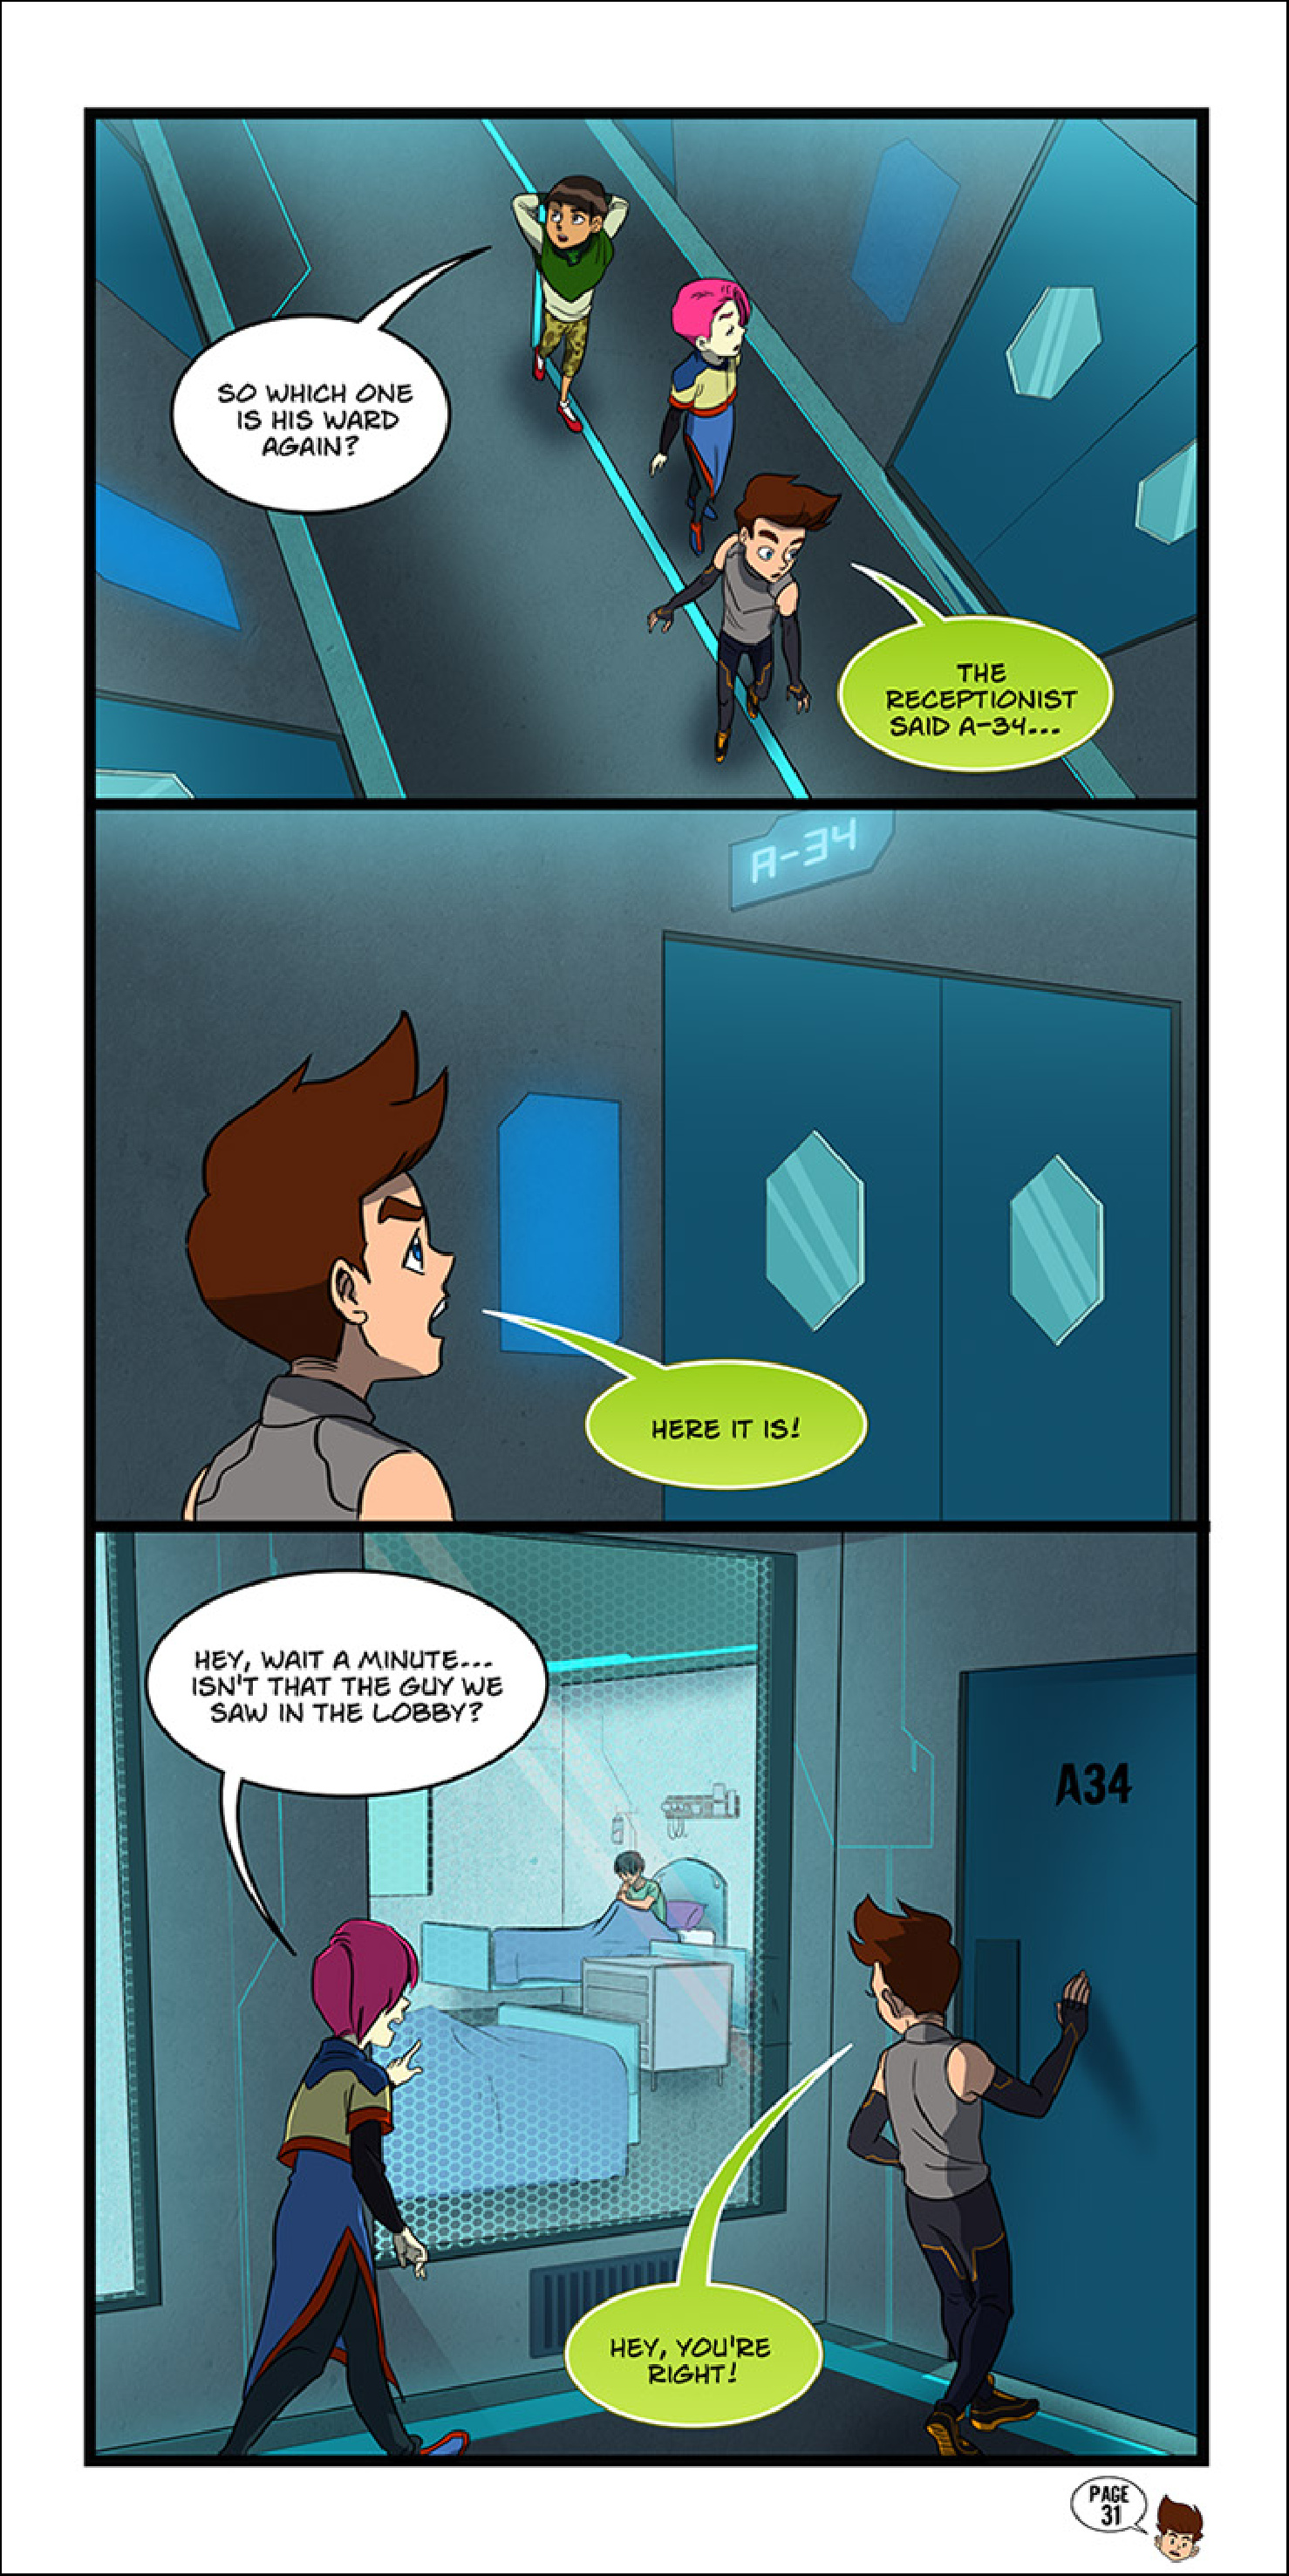 SO WHICH ONE
IS HIS WARD
AGAIN?
THE
RECEPTIONIST
SAID A-34...
A-34
HERE IT IS!
HEY, WAIT A MINUTE...
ISN'T THAT THE GUY WE
SAW IN THE LOBBY?
A34
HEY, YOU'RE
RIGHT!
PAGE
31